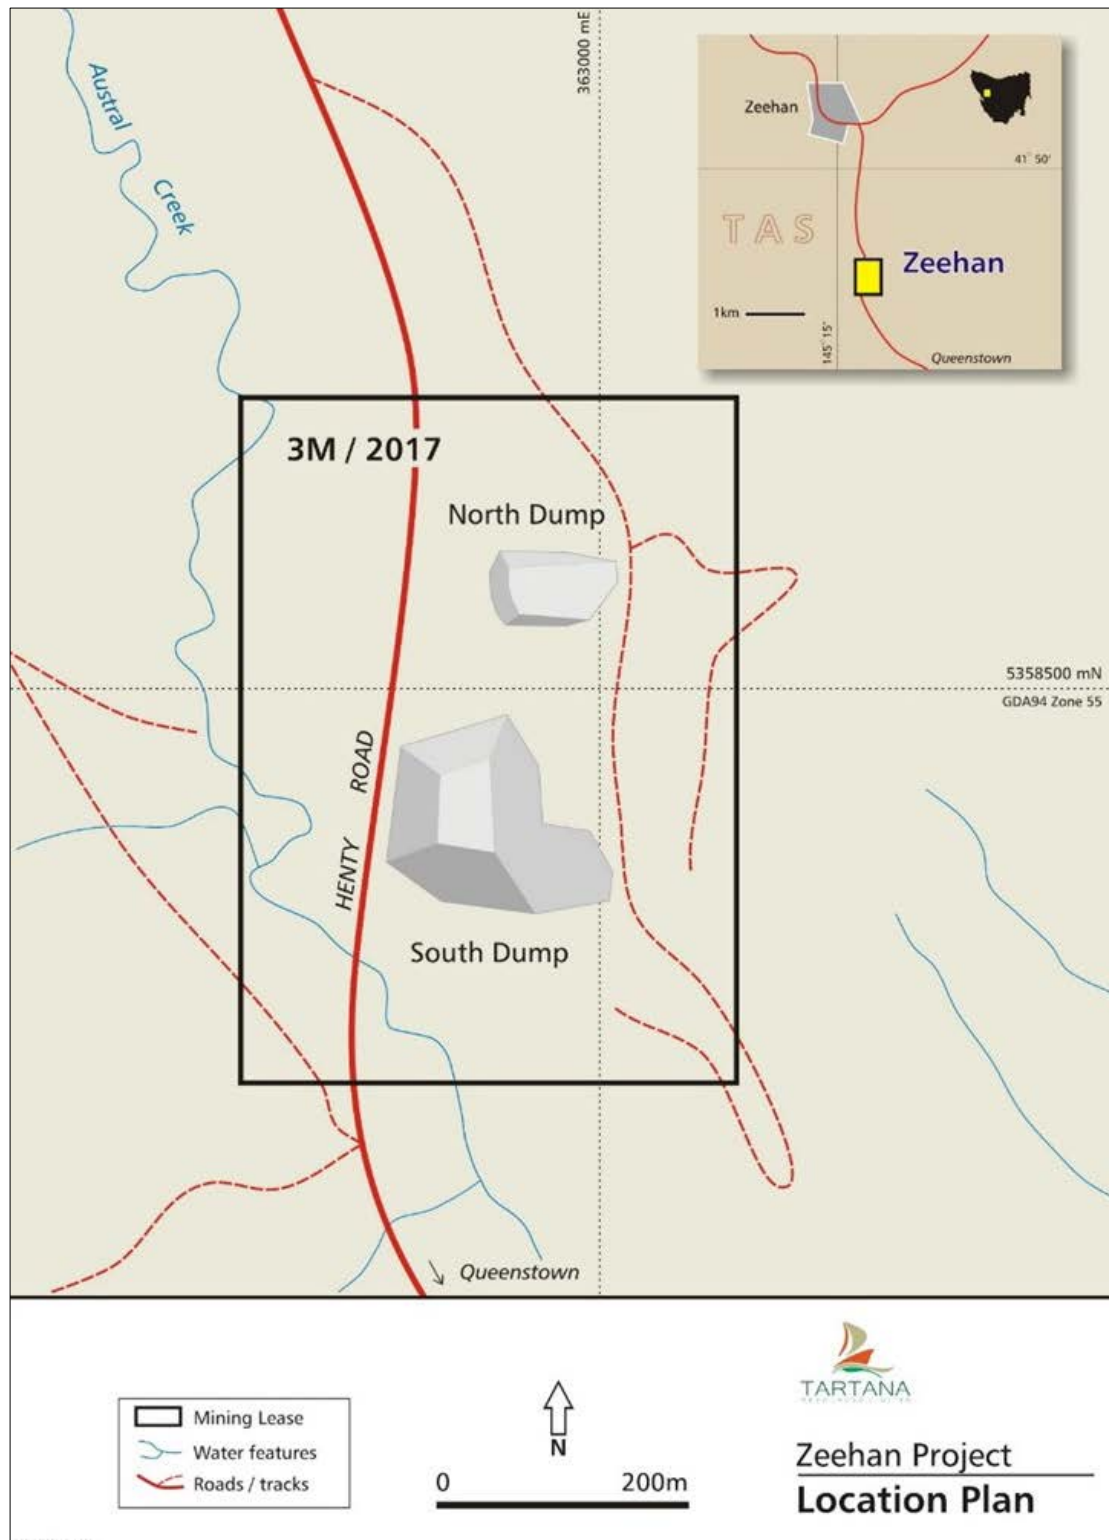 363000 mE
Austral
Creek
Zeehan
41° 50'
TAS
Zeehan
1km
145° 15'
Queenstown
3M / 2017
North Dump
5358500 mN
GDA94 Zone 55
HENTY ROAD
South Dump
Queenstown
Mining Lease
Water features
Roads / tracks
N
0 200m
TARTANA
Zeehan Project
Location Plan